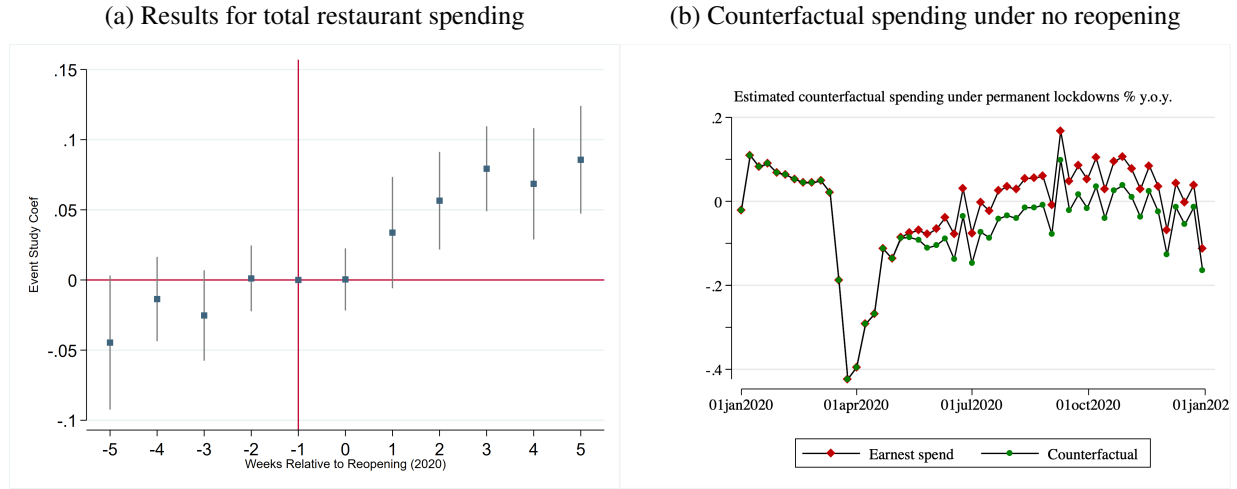 (a) Results for total restaurant spending
.15
.1
.05
0
-.05
-.1
Event Study Coef
-5 -4 -3 -2 -1 0 1 2 3 4 5
Weeks Relative to Reopening (2020)
(b) Counterfactual spending under no reopening
Estimated counterfactual spending under permanent lockdowns % y.o.y.
.2
0
-.2
-.4
01jan2020 01apr2020 01jul2020 01oct2020 01jan202
Earnest spend Counterfactual